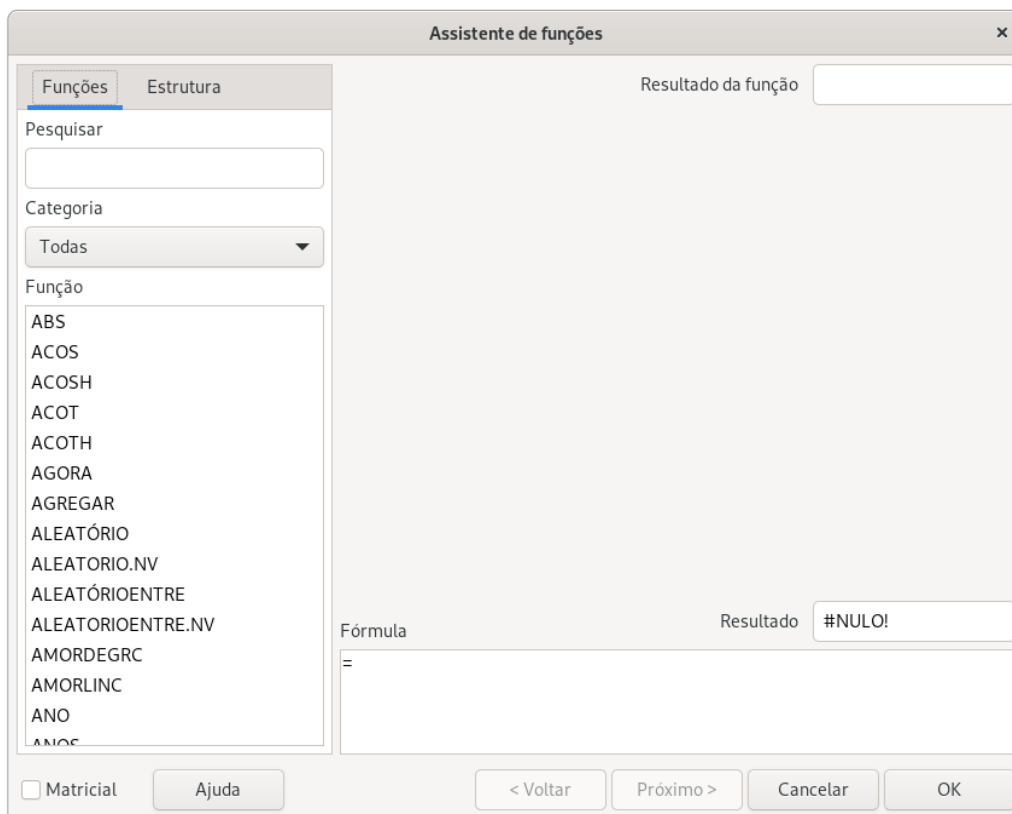 Assistente de funções ×
Funções Estrutura
Resultado da função
Pesquisar
Categoria
Todas
Função
ABS
ACOS
ACOSH
ACOT
ACOTH
AGORA
AGREGAR
ALEATÓRIO
ALEATORIO.NV
ALEATÓRIOENTRE
ALEATORIOENTRE.NV
AMORDEGRC
AMORLINC
ANO
ANOS
Fórmula
Resultado #NULO!
=
Matricial
Ajuda
< Voltar
Próximo >
Cancelar
OK